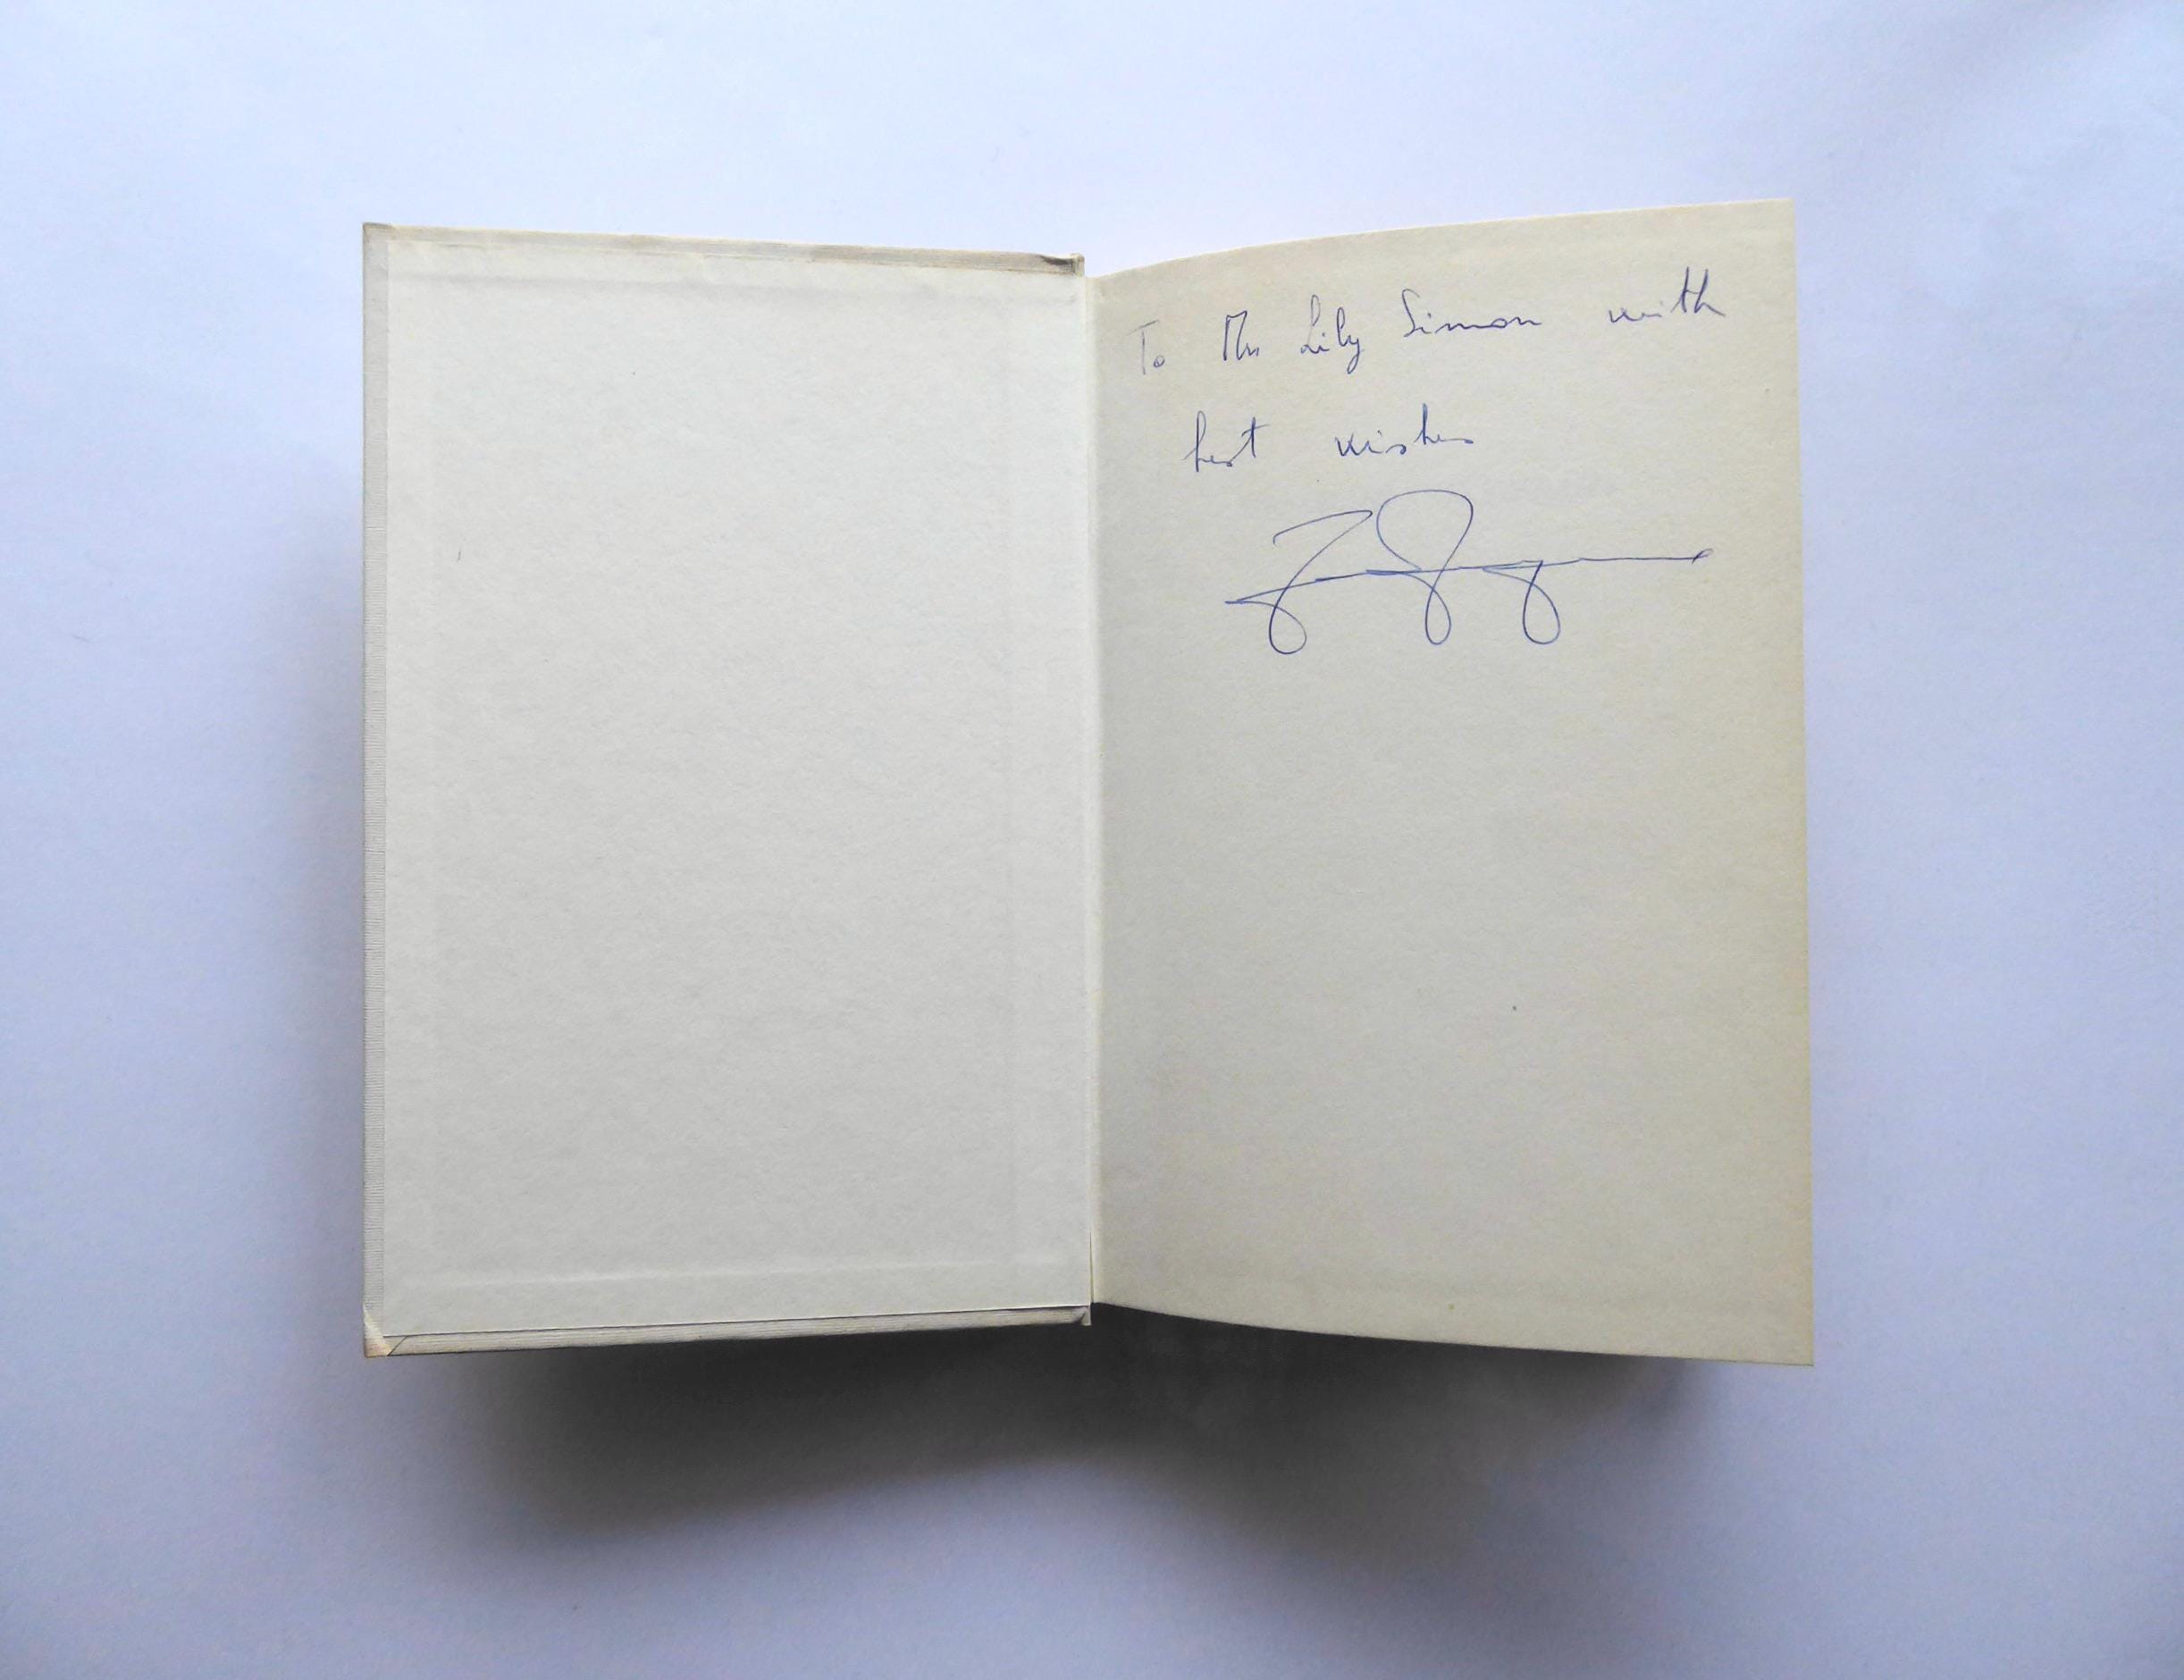 To Mrs Lily Simon with
best wishes